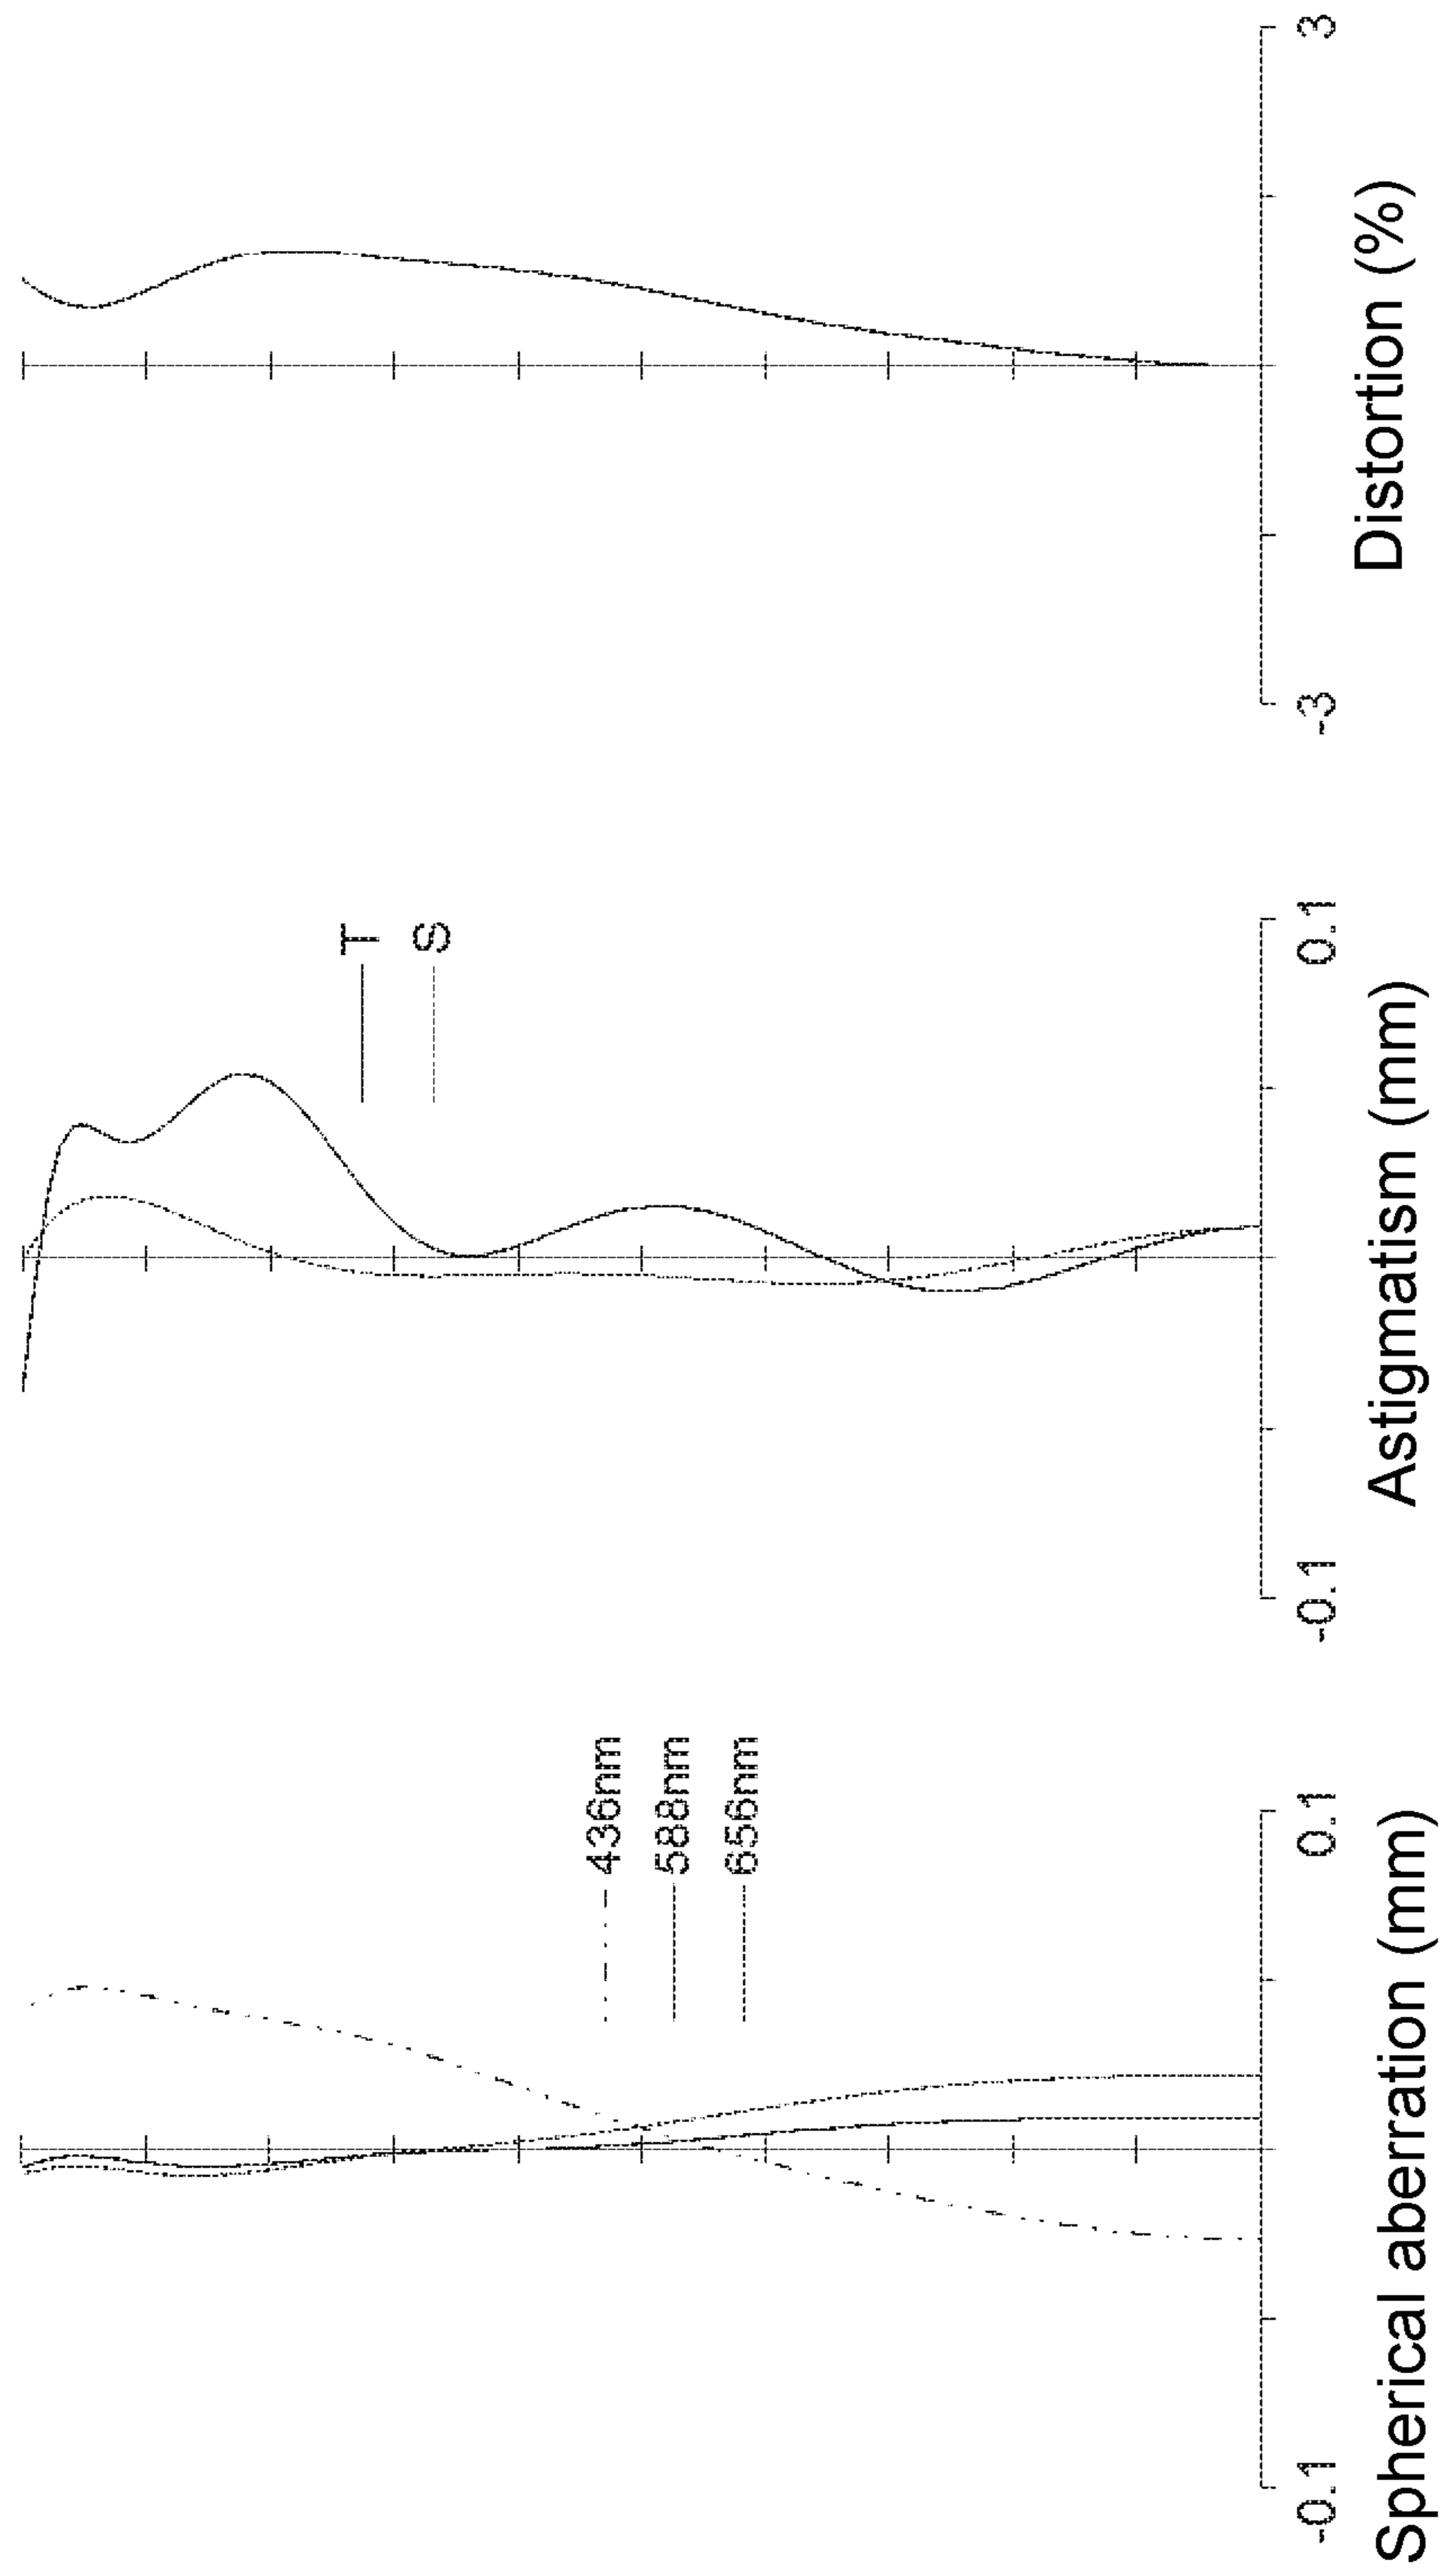 436nm
588nm
656nm
-0.1
0.1
Spherical aberration (mm)
T
S
-0.1
0.1
Astigmatism (mm)
-3
3
Distortion (%)